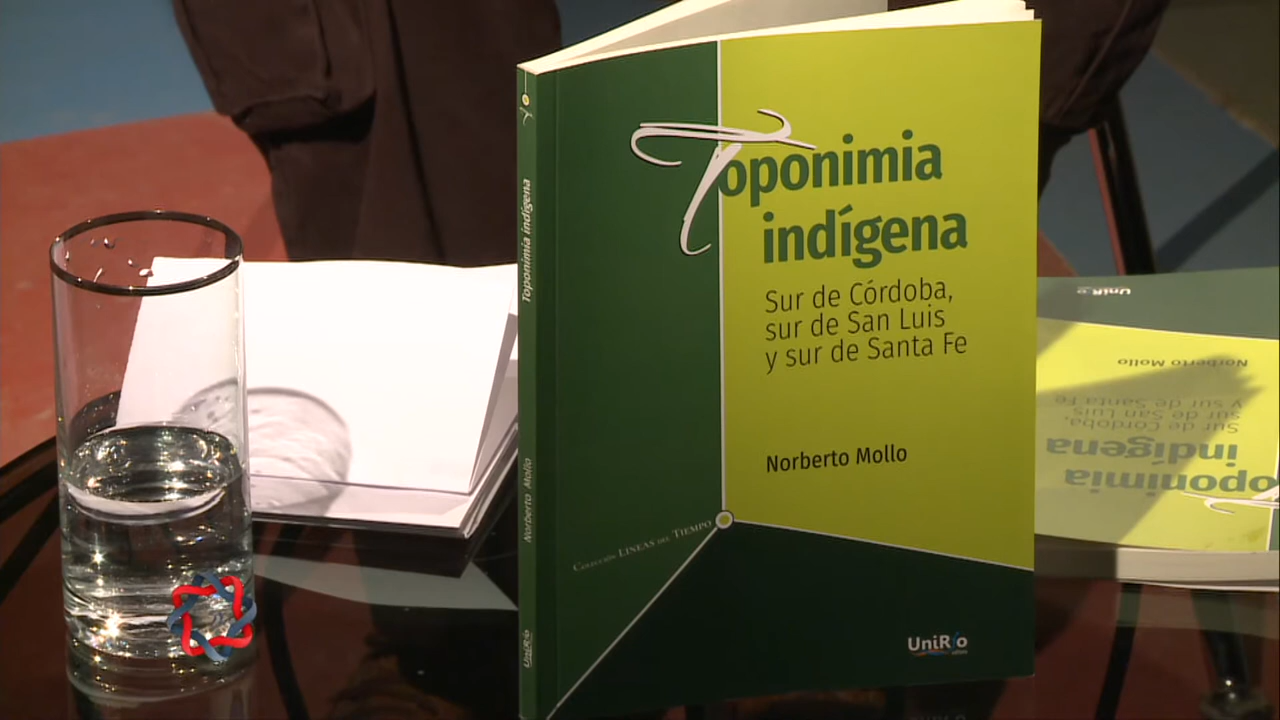 Toponimia
indígena
Sur de Córdoba,
sur de San Luis
y sur de Santa Fe
Norberto Mollo
Colección Líneas del Tiempo
UniRío
Toponimia indígena
Norberto Mollo
UniRío
UniRío
Norberto Mollo
Sur de Córdoba,
sur de San Luis
y sur de Santa Fe
oponimia
indígena